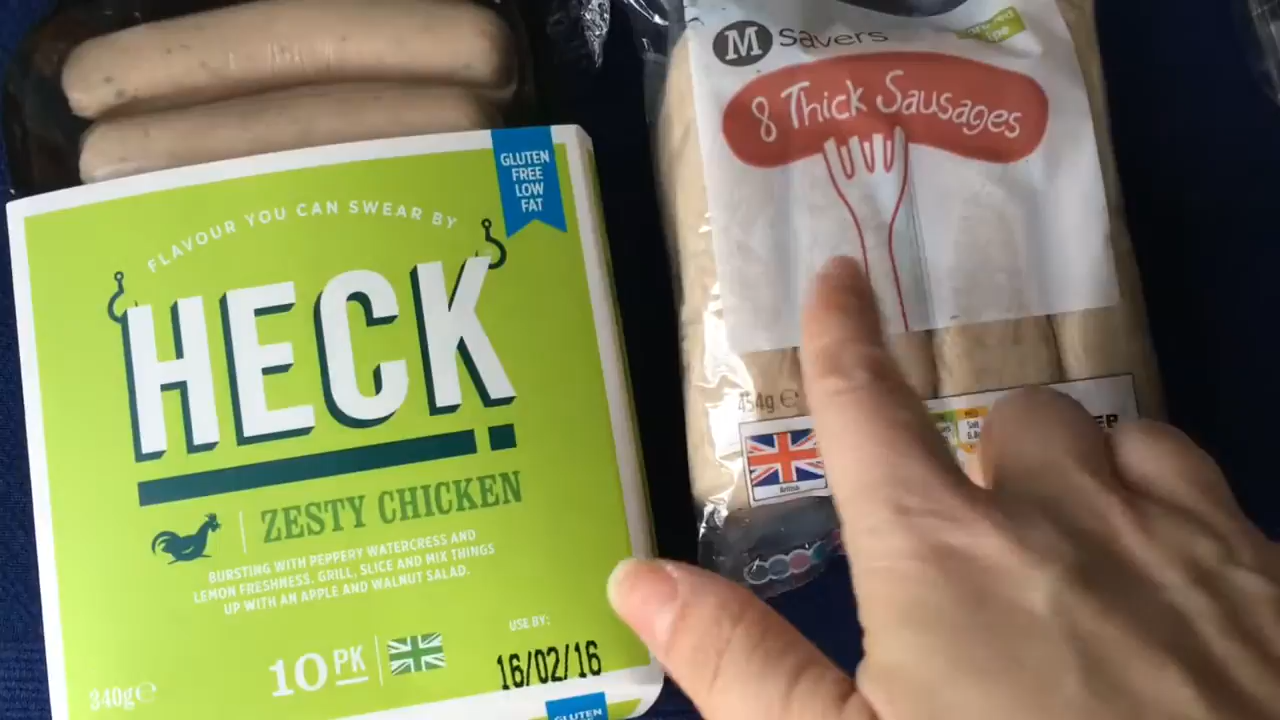 GLUTEN
FREE
LOW
FAT
FLAVOUR YOU CAN SWEAR BY
HECK
ZESTY CHICKEN
BURSTING WITH PEPPERY WATERCRESS AND
LEMON FRESHNESS. GRILL, SLICE AND MIX THINGS
UP WITH AN APPLE AND WALNUT SALAD.
10 PK
USE BY:
16/02/16
340g e
GLUTEN
M savers
8 Thick Sausages
454g e
British